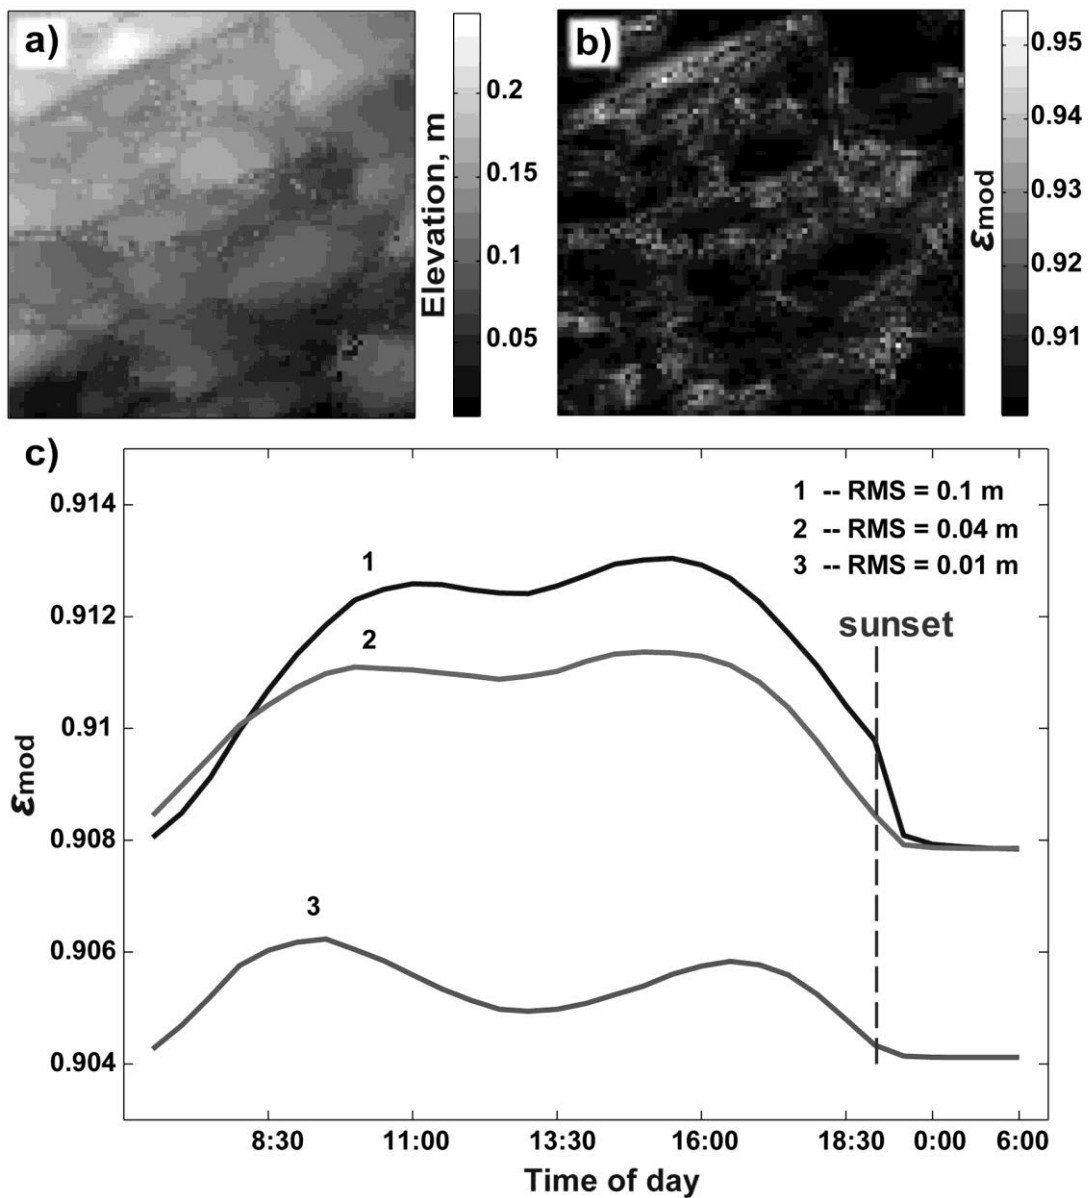 a)
0.2
0.15
0.1
0.05
Elevation, m
b)
0.95
0.94
0.93
0.92
0.91
εmod
c)
0.914
0.912
0.91
0.908
0.906
0.904
εmod
1 -- RMS = 0.1 m
2 -- RMS = 0.04 m
3 -- RMS = 0.01 m
sunset
1
2
3
8:30 11:00 13:30 16:00 18:30 0:00 6:00
Time of day